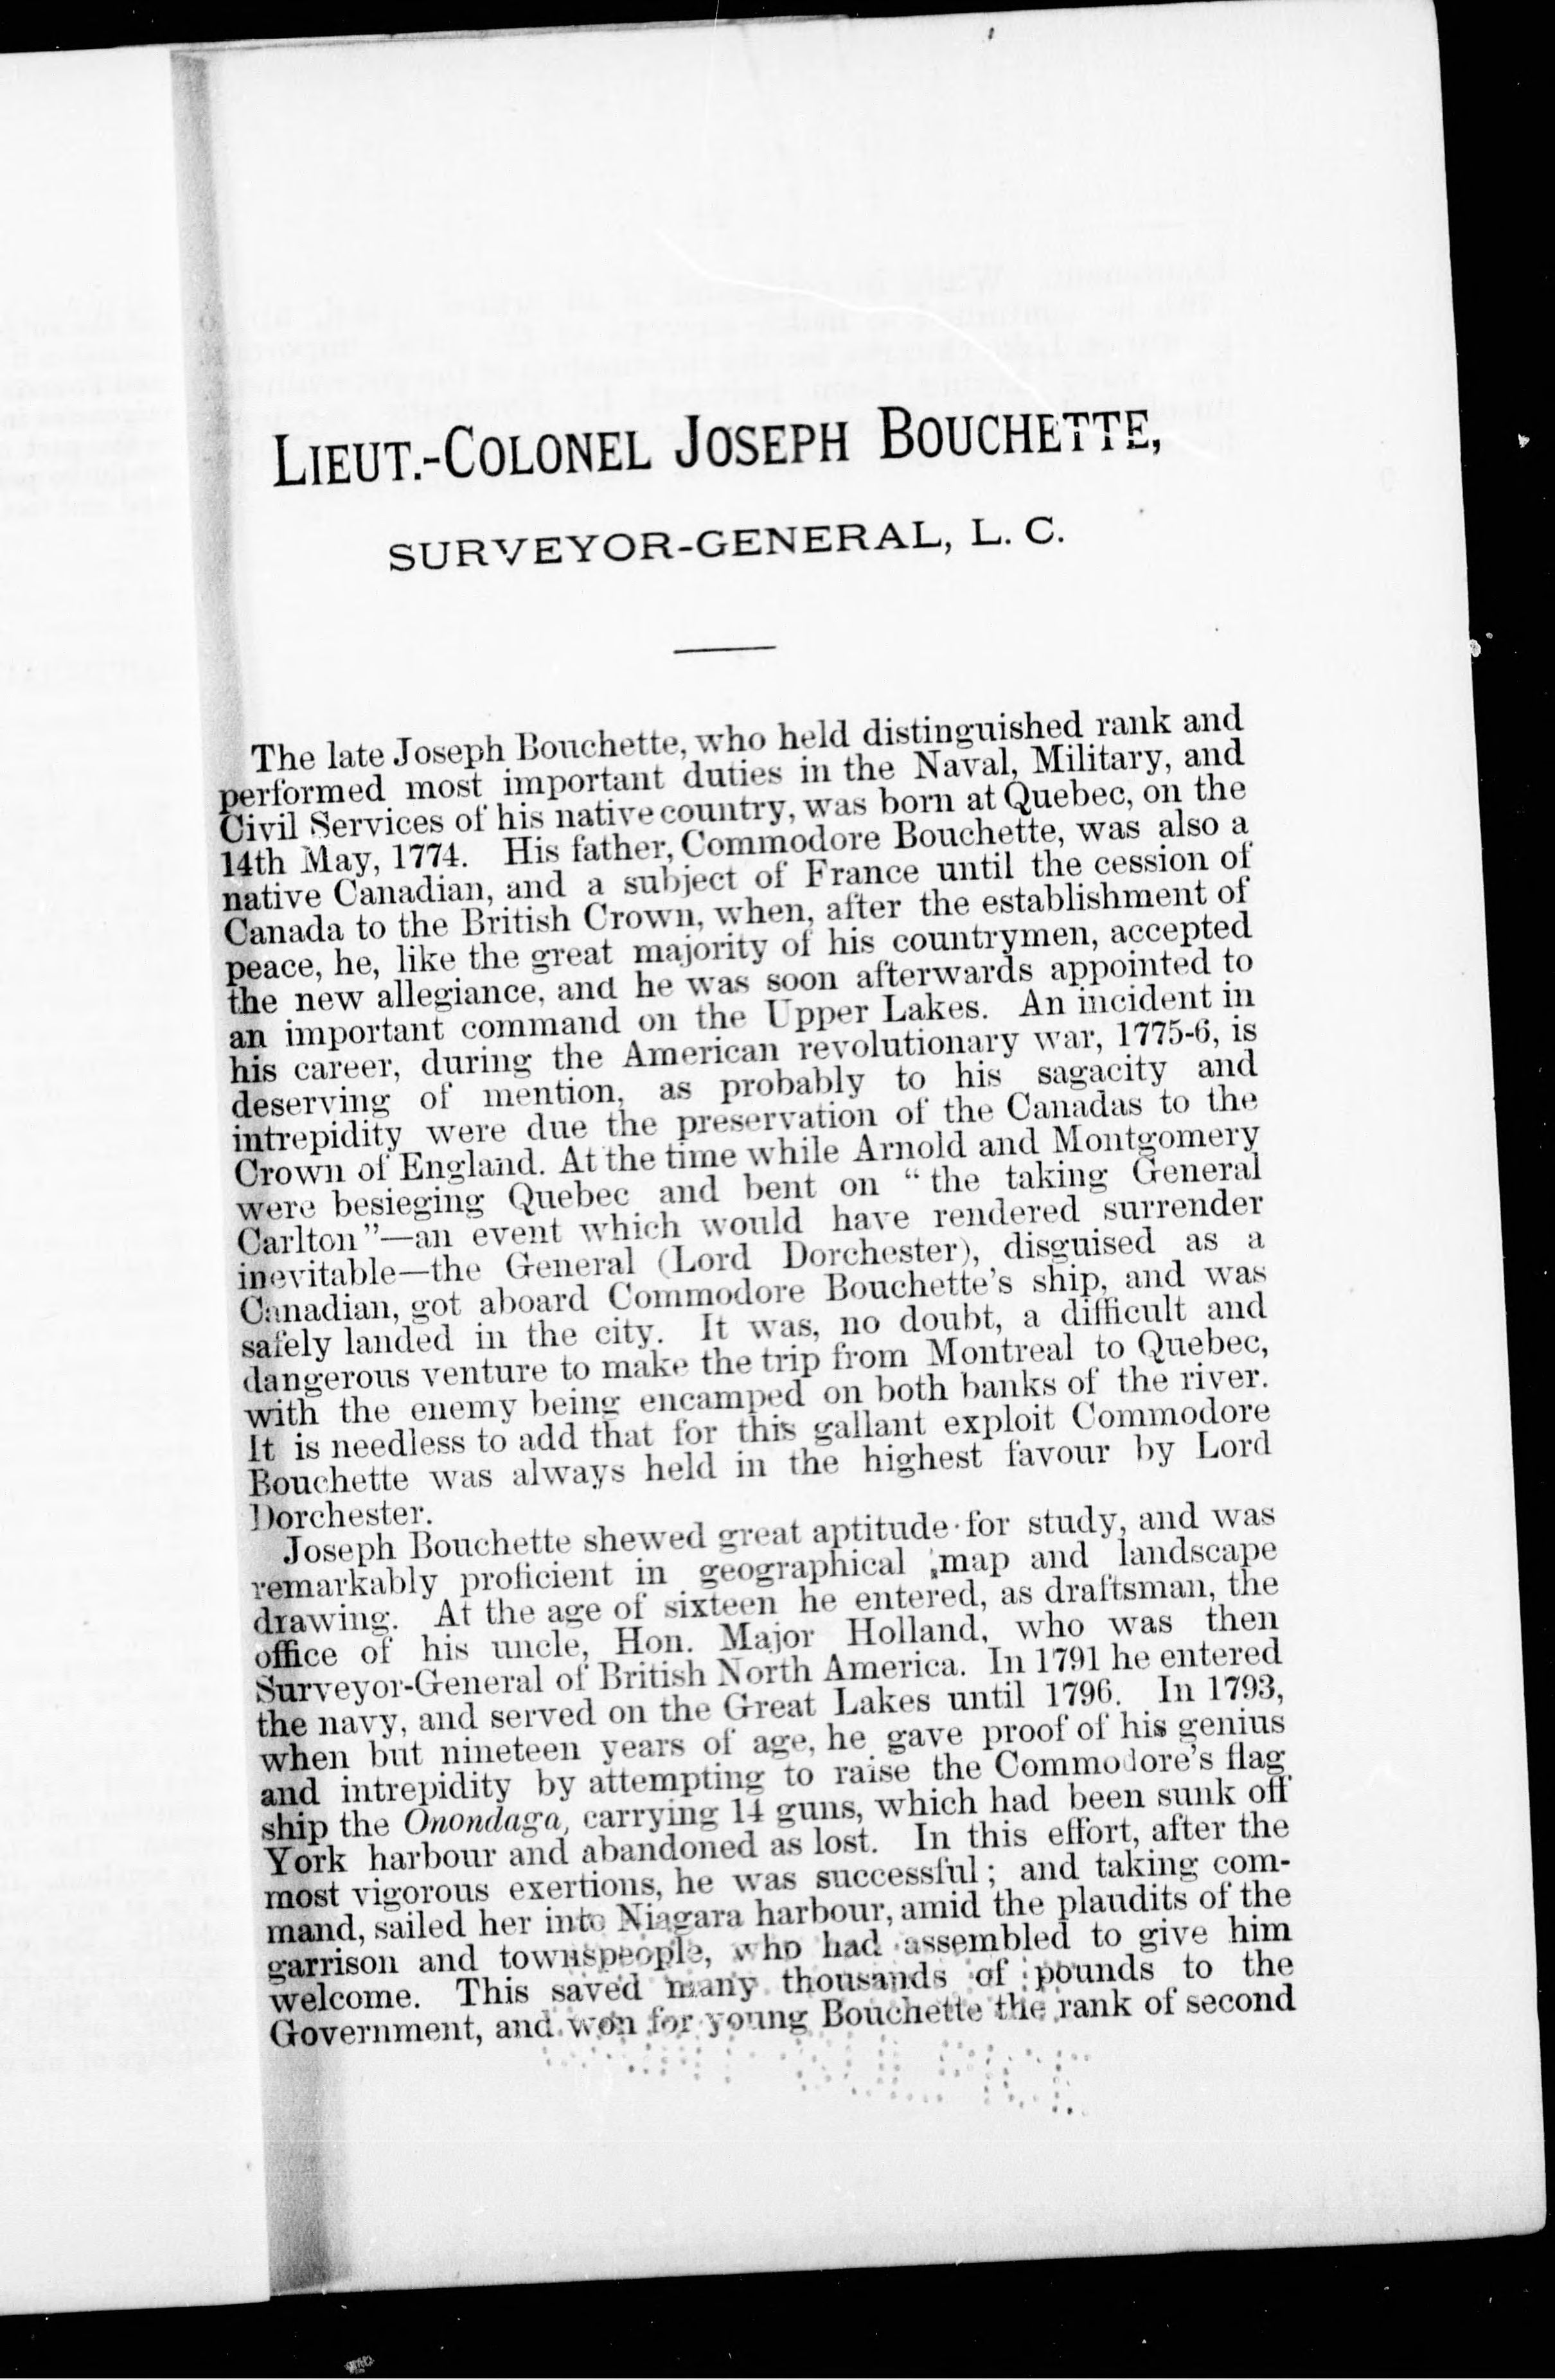 LIEUT.-COLONEL JOSEPH BOUCHETTE,
SURVEYOR-GENERAL, L. C.
The late Joseph Bouchette, who held distinguished rank and
performed most important duties in the Naval, Military, and
Civil Services of his native country, was born at Quebec, on the
14th May, 1774. His father, Commodore Bouchette, was also a
native Canadian, and a subject of France until the cession of
Canada to the British Crown, when, after the establishment of
peace, he, like the great majority of his countrymen, accepted
the new allegiance, and he was soon afterwards appointed to
an important command on the Upper Lakes. An incident in
his career, during the American revolutionary war, 1775-6, is
deserving of mention, as probably to his sagacity and
intrepidity were due the preservation of the Canadas to the
Crown of England. At the time while Arnold and Montgomery
were besieging Quebec and bent on "the taking General
Carlton"—an event which would have rendered surrender
inevitable—the General (Lord Dorchester), disguised as a
Canadian, got aboard Commodore Bouchette's ship, and was
safely landed in the city. It was, no doubt, a difficult and
dangerous venture to make the trip from Montreal to Quebec,
with the enemy being encamped on both banks of the river.
It is needless to add that for this gallant exploit Commodore
Bouchette was always held in the highest favour by Lord
Dorchester.
Joseph Bouchette shewed great aptitude for study, and was
remarkably proficient in geographical map and landscape
drawing. At the age of sixteen he entered, as draftsman, the
office of his uncle, Hon. Major Holland, who was then
Surveyor-General of British North America. In 1791 he entered
the navy, and served on the Great Lakes until 1796. In 1793,
when but nineteen years of age, he gave proof of his genius
and intrepidity by attempting to raise the Commodore's flag
ship the Onondaga, carrying 14 guns, which had been sunk off
York harbour and abandoned as lost. In this effort, after the
most vigorous exertions, he was successful; and taking com-
mand, sailed her into Niagara harbour, amid the plaudits of the
garrison and townspeople, who had assembled to give him
welcome. This saved many thousands of pounds to the
Government, and won for young Bouchette the rank of second